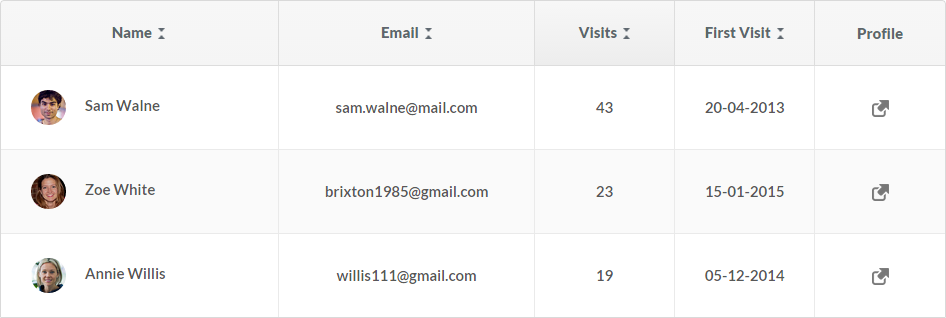 Name Email Visits First Visit Profile
Sam Walne sam.walne@mail.com 43 20-04-2013
Zoe White brixton1985@gmail.com 23 15-01-2015
Annie Willis willis111@gmail.com 19 05-12-2014